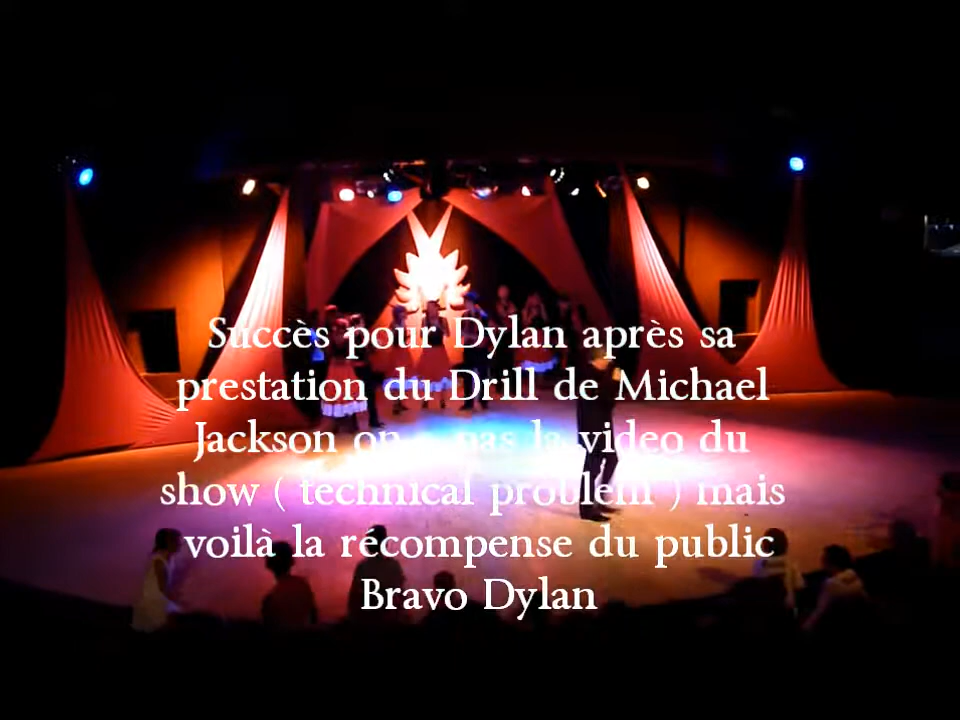 Succès pour Dylan après sa
prestation du Drill de Michael
Jackson on a pas la video du
show ( technical problem ) mais
voilà la récompense du public
Bravo Dylan